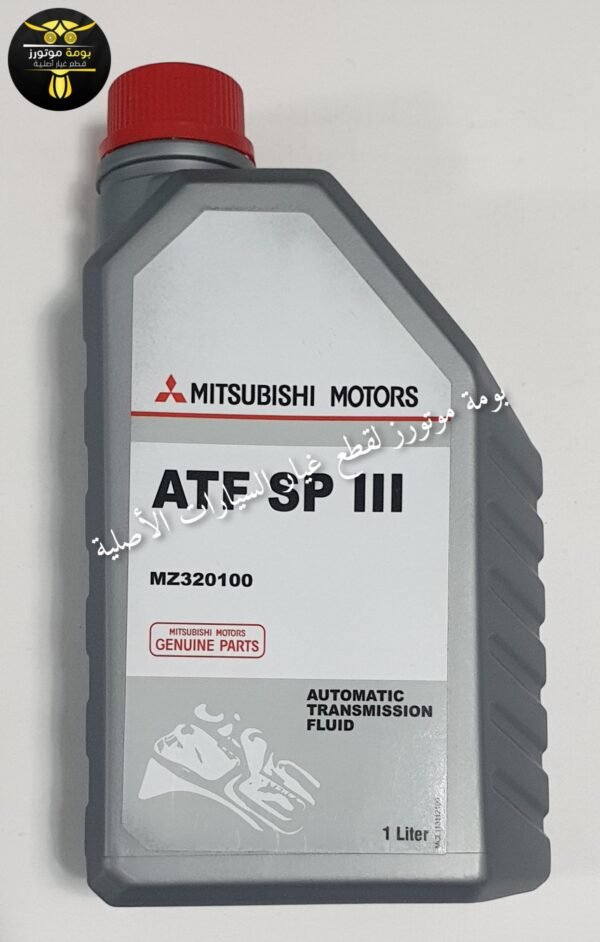 بومة موتورز
قطع غيار أصلية
MITSUBISHI MOTORS
بومة موتورز لقطع غيار السيارات الأصلية
ATF SP III
MZ320100
MITSUBISHI MOTORS
GENUINE PARTS
AUTOMATIC
TRANSMISSION
FLUID
1 Liter